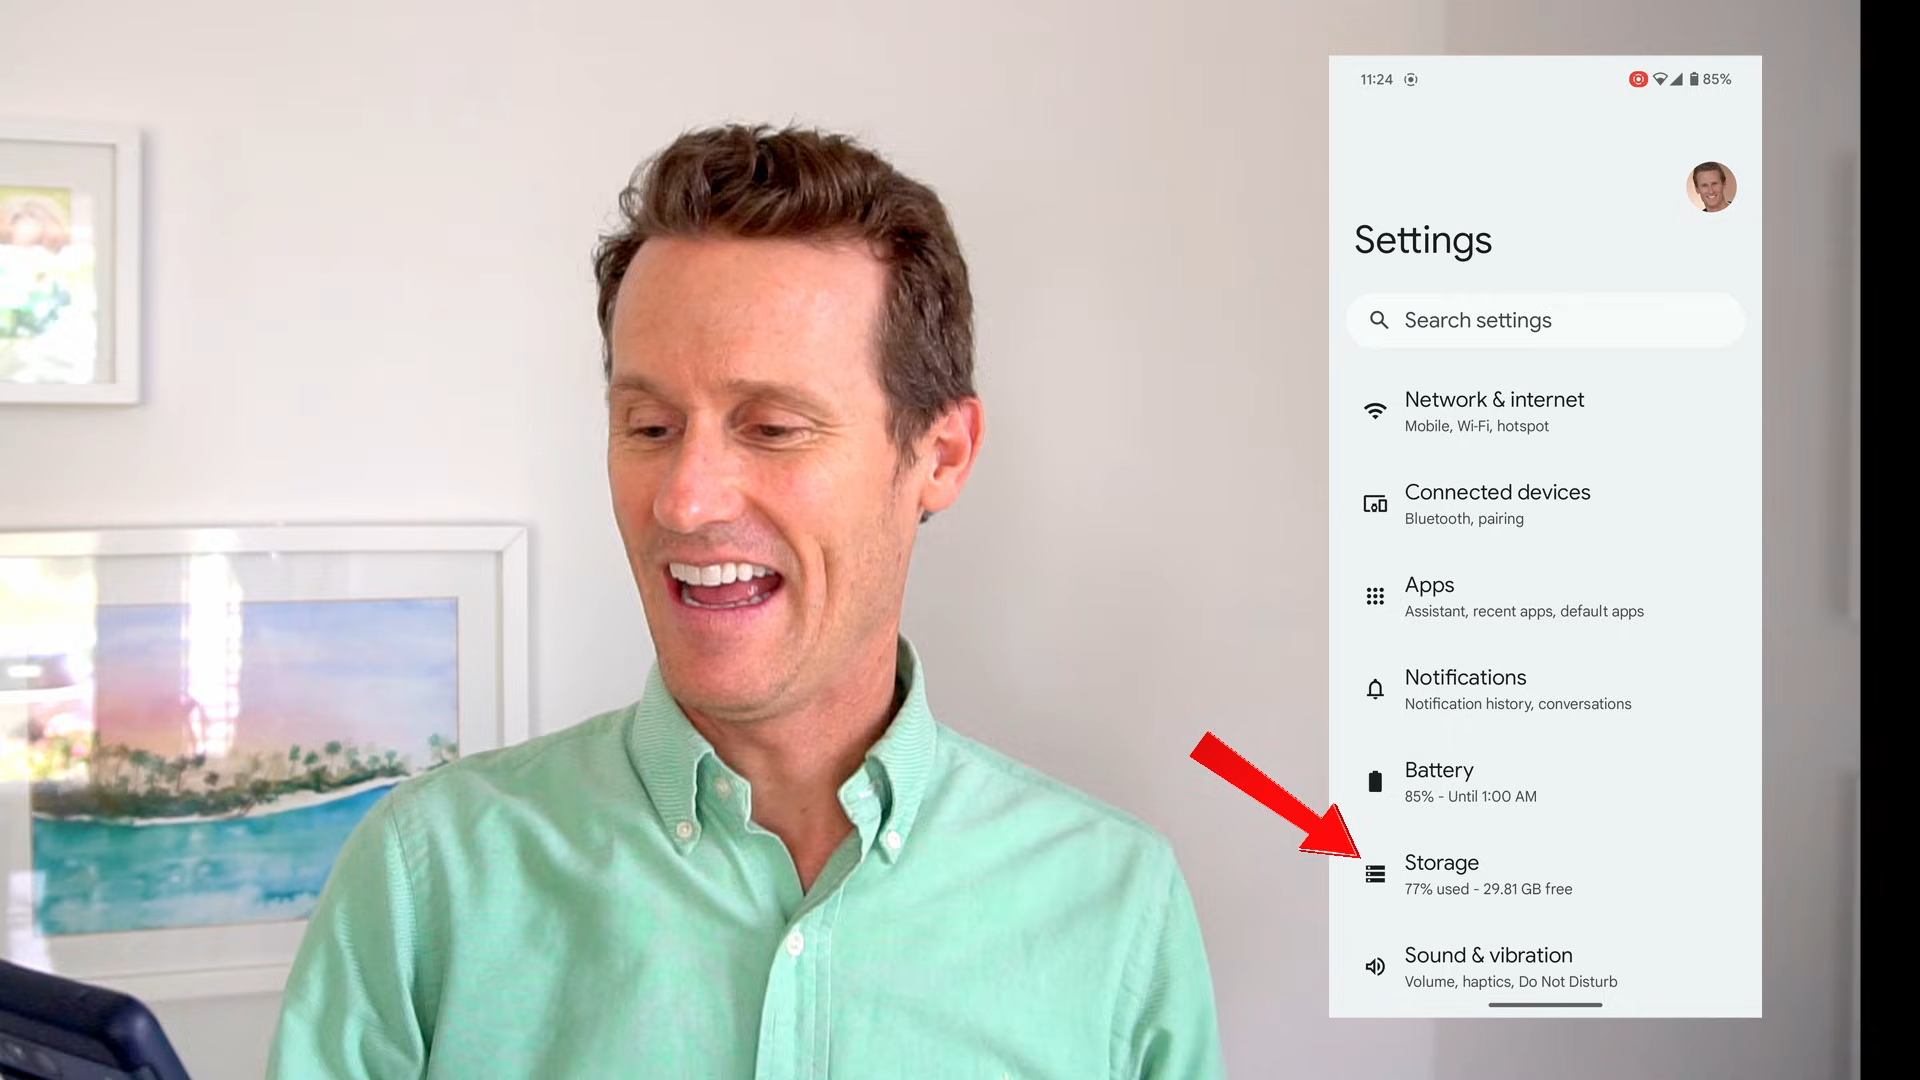 11:24
85%
Settings
Search settings
Network & internet
Mobile, Wi-Fi, hotspot
Connected devices
Bluetooth, pairing
Apps
Assistant, recent apps, default apps
Notifications
Notification history, conversations
Battery
85% - Until 1:00 AM
Storage
77% used - 29.81 GB free
Sound & vibration
Volume, haptics, Do Not Disturb